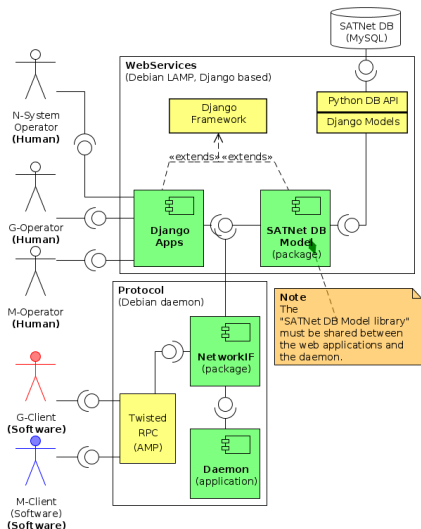 SATNet DB
(MySQL)
WebServices
(Debian LAMP, Django based)
Python DB API
Django Models
Django
Framework
«extends»
«extends»
N-System
Operator
(Human)
Django
Apps
SATNet DB
Model
(package)
G-Operator
(Human)
M-Operator
(Human)
Protocol
(Debian daemon)
Note
The
"SATNet DB Model library"
must be shared between
the web applications and
the daemon.
NetworkIF
(package)
G-Client
(Software)
Twisted
RPC
(AMP)
Daemon
(application)
M-Client
(Software)
(Software)